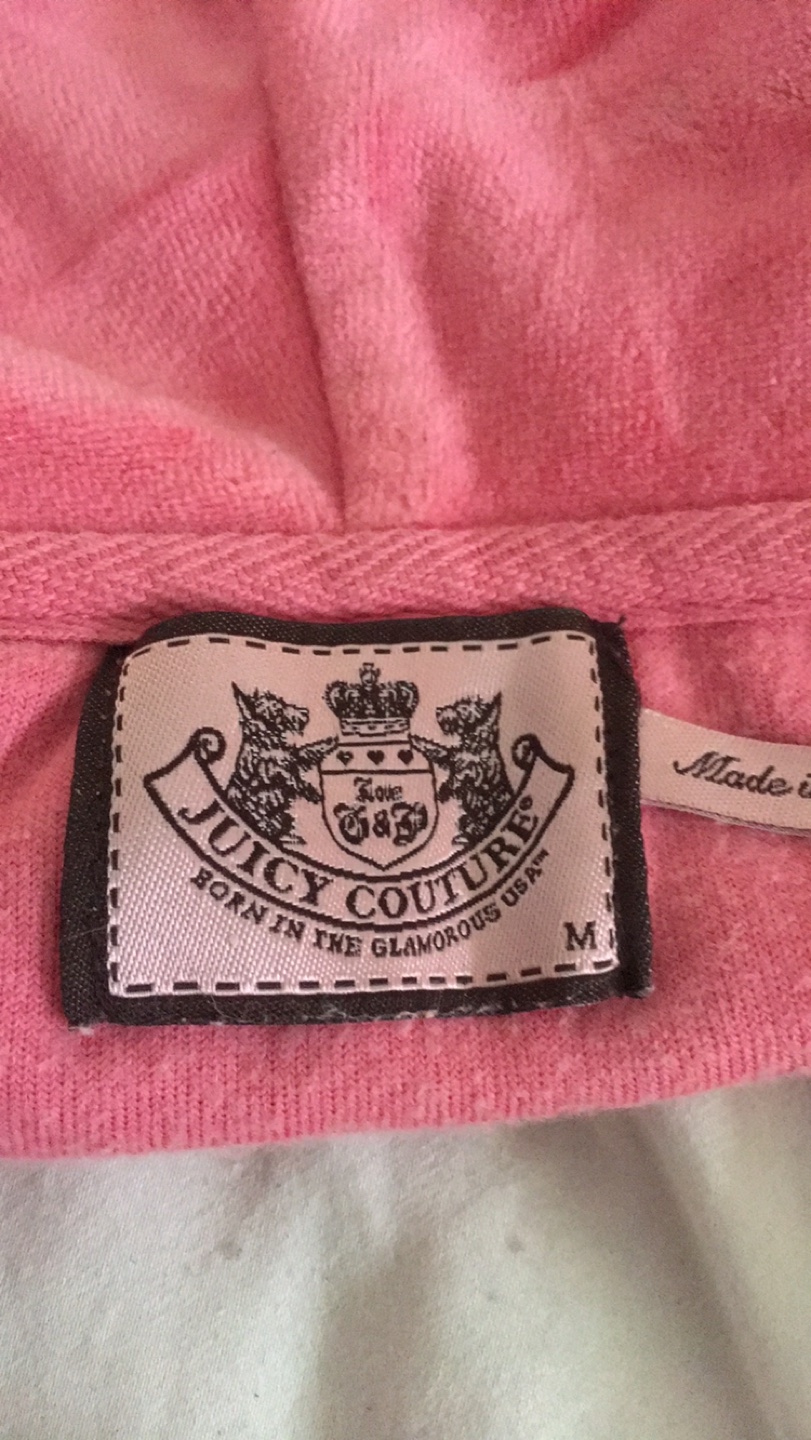 Love
G&P
JUICY COUTURE®
BORN IN THE GLAMOROUS USA™
M
Made